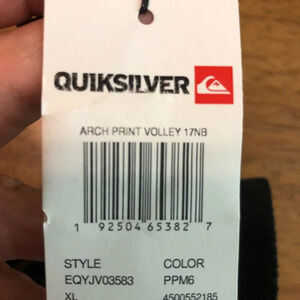 QUIKSILVER
ARCH PRINT VOLLEY 17NB
1 92504 65382 7
STYLE COLOR
EQYJV03583 PPM6
XL 4500552185